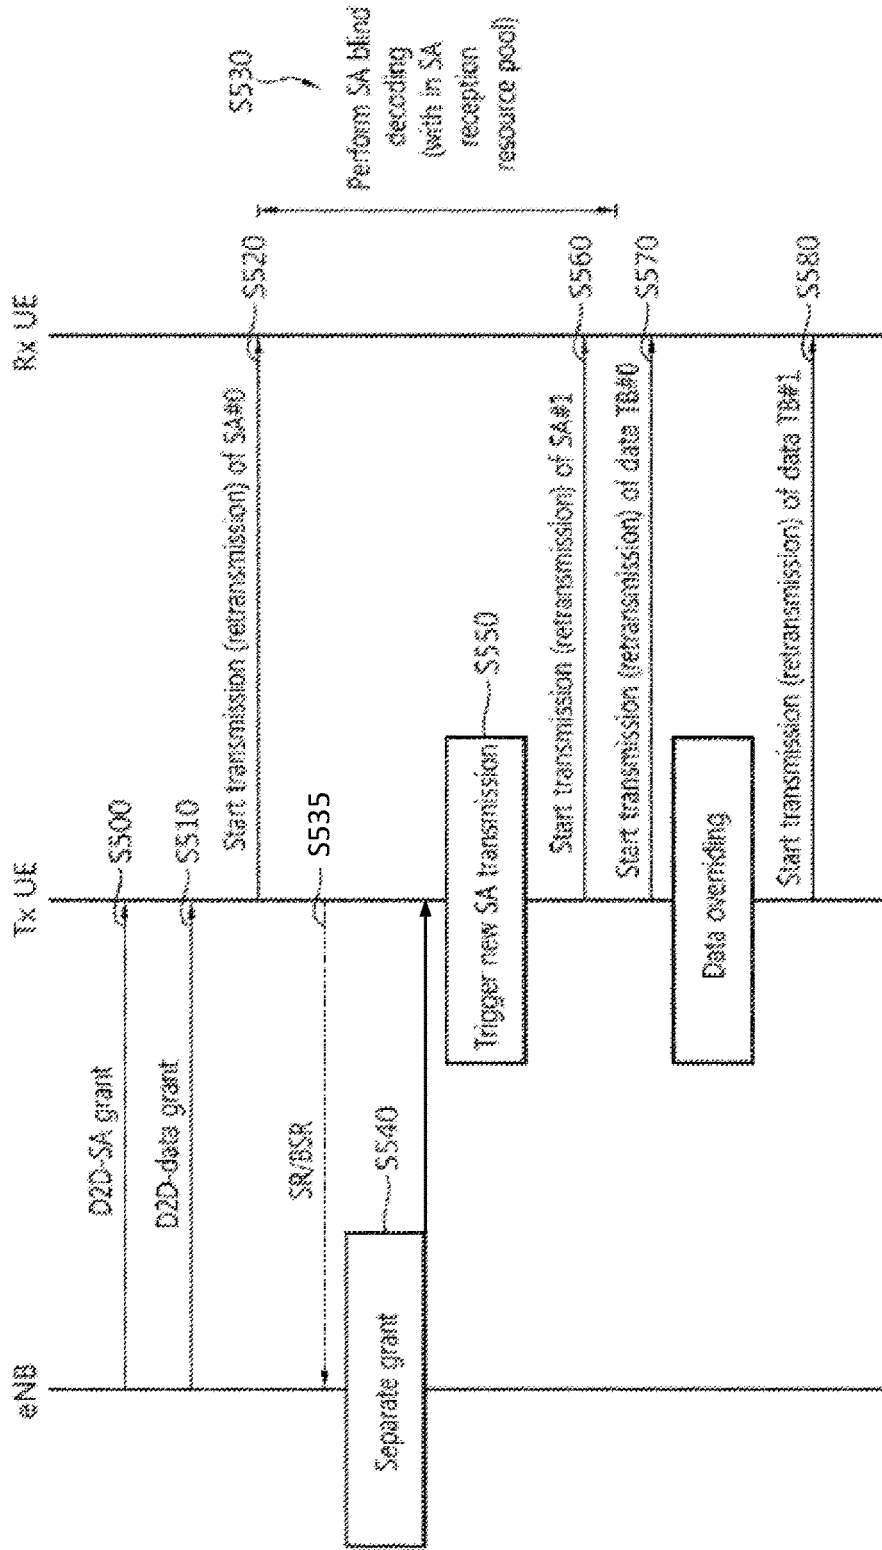 eNB
Tx UE
Rx UE
D2D-SA grant
S500
D2D-data grant
S510
Start transmission (retransmission) of SA#0
S520
S530
Perform SA blind
decoding
(with in SA
reception
resource pool)
SR/BSR
S535
Separate grant
S540
Trigger new SA transmission
S550
Start transmission (retransmission) of SA#1
S560
Start transmission (retransmission) of data TB#0
S570
Data overriding
Start transmission (retransmission) of data TB#1
S580